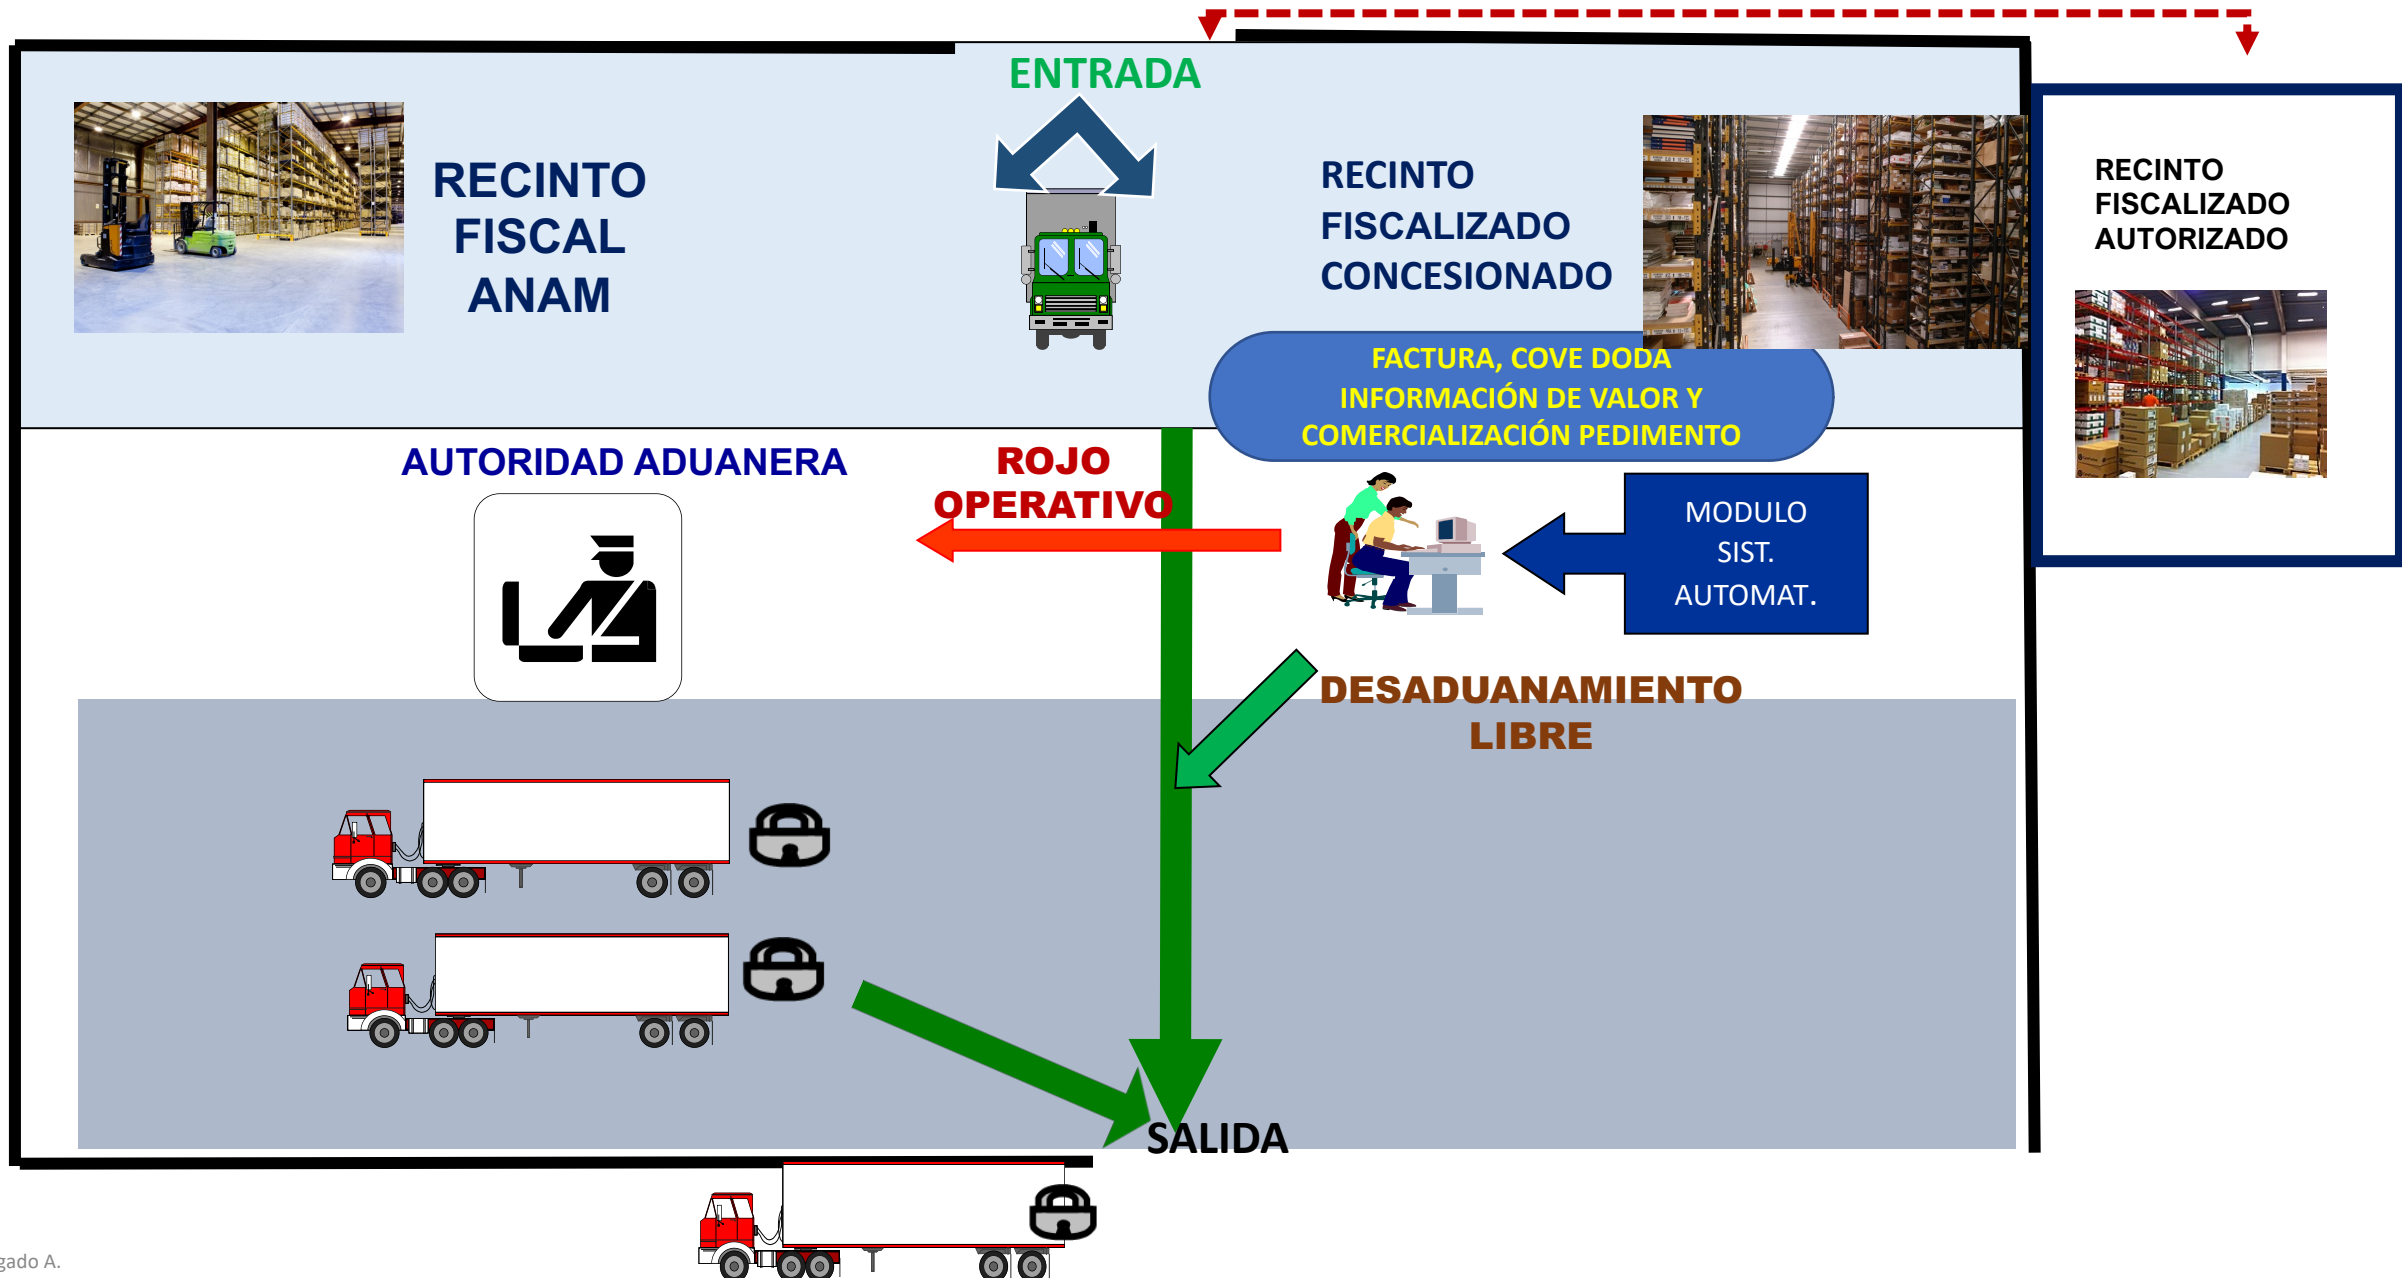 ENTRADA
RECINTO
FISCAL
ANAM
RECINTO
FISCALIZADO
CONCESIONADO
RECINTO
FISCALIZADO
AUTORIZADO
FACTURA, COVE DODA
INFORMACIÓN DE VALOR Y
COMERCIALIZACIÓN PEDIMENTO
AUTORIDAD ADUANERA
ROJO
OPERATIVO
MODULO
SIST.
AUTOMAT.
DESADUANAMIENTO
LIBRE
SALIDA
gado A.